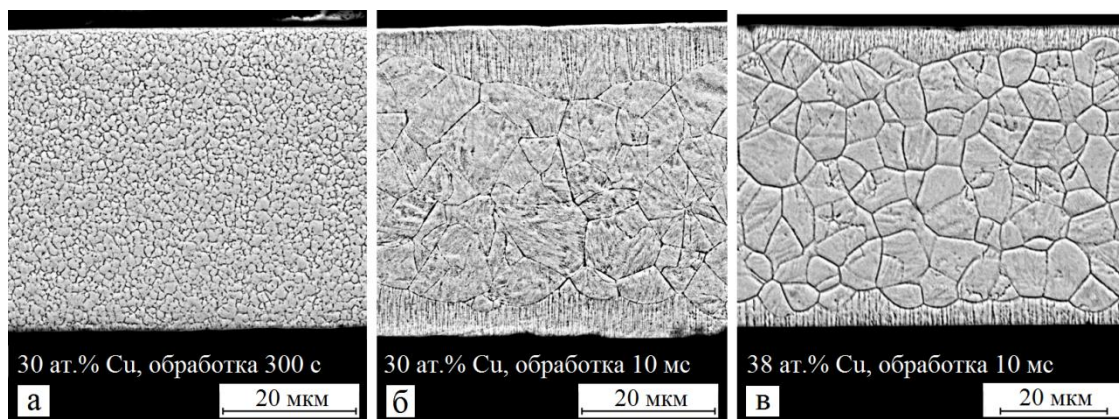 30 ат.% Cu, обработка 300 с
а
20 мкм
30 ат.% Cu, обработка 10 мс
б
20 мкм
38 ат.% Cu, обработка 10 мс
в
20 мкм